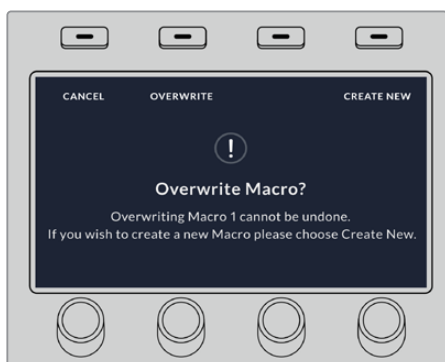 CANCEL OVERWRITE CREATE NEW
!
Overwrite Macro?
Overwriting Macro 1 cannot be undone.
If you wish to create a new Macro please choose Create New.